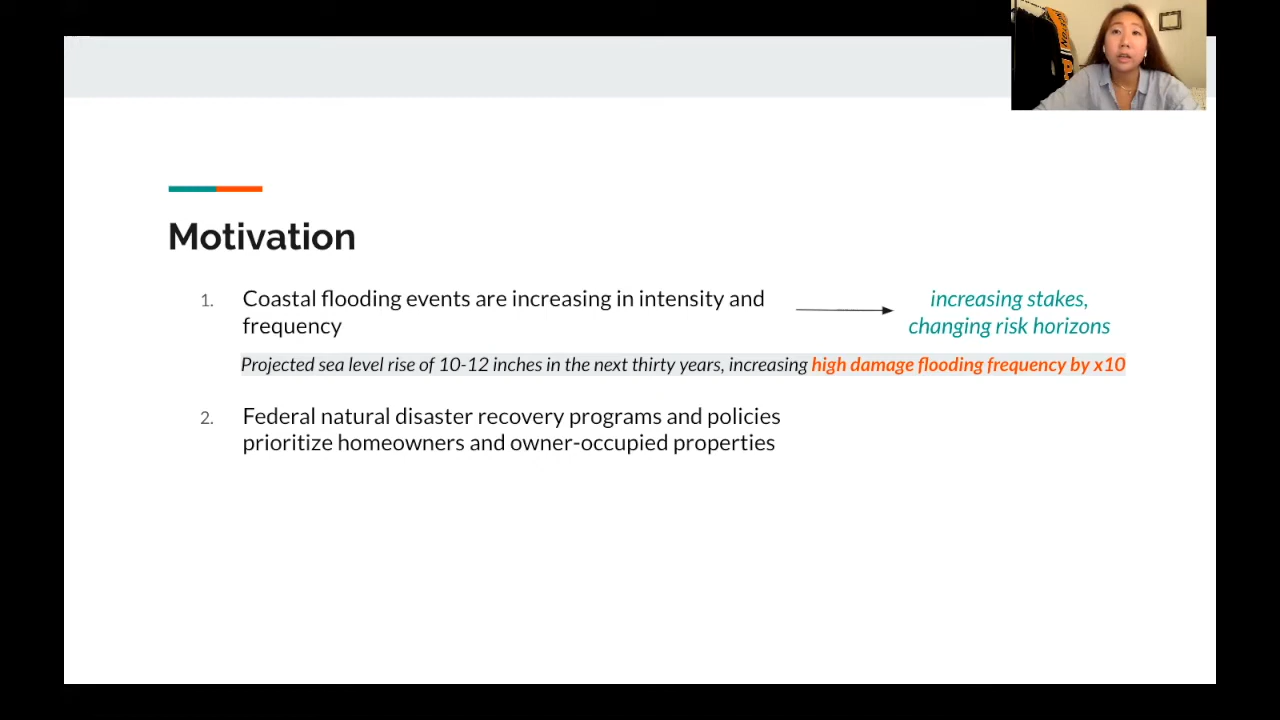 Motivation
1. Coastal flooding events are increasing in intensity and
frequency
increasing stakes,
changing risk horizons
Projected sea level rise of 10-12 inches in the next thirty years, increasing high damage flooding frequency by x10
2. Federal natural disaster recovery programs and policies
prioritize homeowners and owner-occupied properties